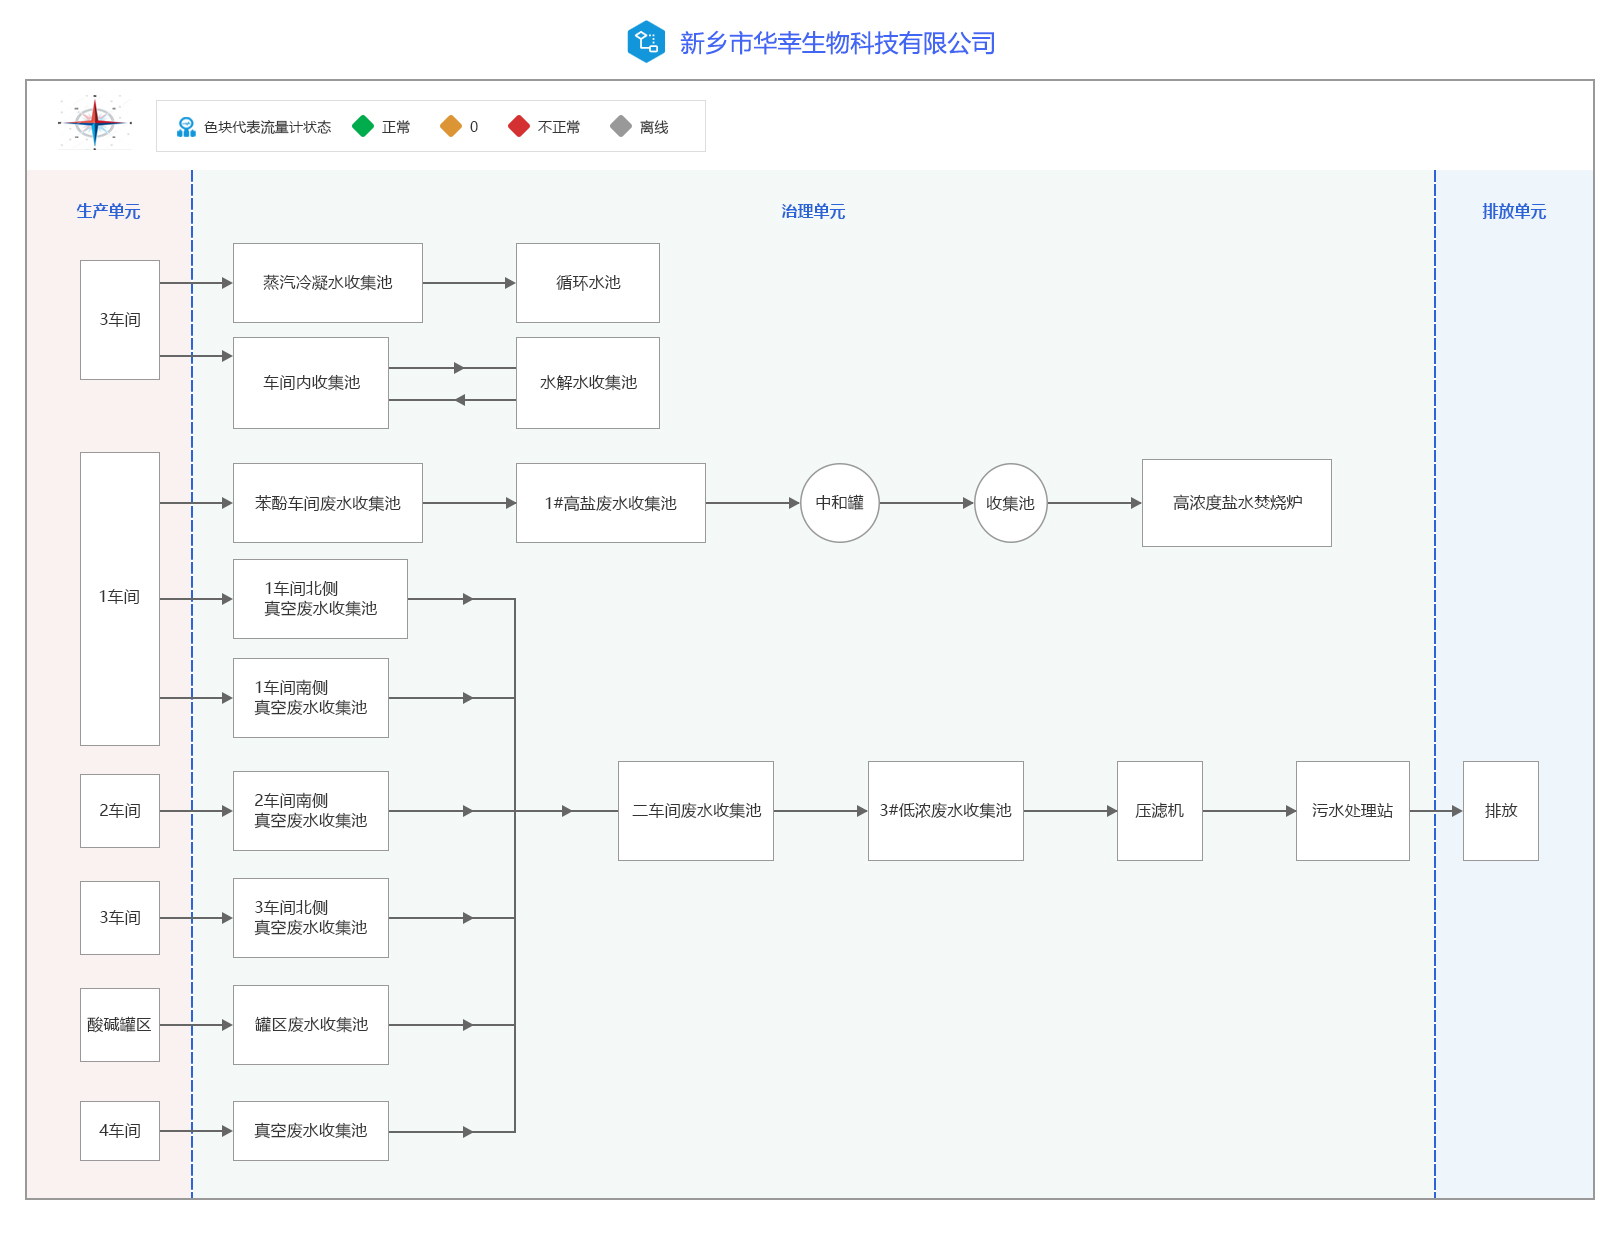 新乡市华幸生物科技有限公司
色块代表流量计状态
正常
0
不正常
离线
生产单元
治理单元
排放单元
3车间
蒸汽冷凝水收集池
循环水池
车间内收集池
水解水收集池
1车间
苯酚车间废水收集池
1#高盐废水收集池
中和罐
收集池
高浓度盐水焚烧炉
1车间北侧
真空废水收集池
1车间南侧
真空废水收集池
2车间
2车间南侧
真空废水收集池
二车间废水收集池
3#低浓废水收集池
压滤机
污水处理站
排放
3车间
3车间北侧
真空废水收集池
酸碱罐区
罐区废水收集池
4车间
真空废水收集池